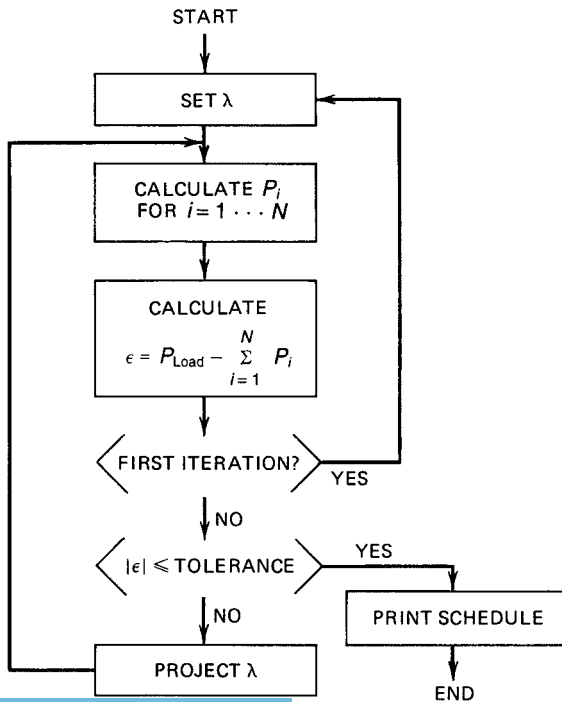 START
SET λ
CALCULATE Pi
FOR i = 1 · · · N
CALCULATE
N
ϵ = PLoad − Σ Pi
i = 1
FIRST ITERATION?
YES
NO
|ϵ| ⩽ TOLERANCE
YES
NO
PRINT SCHEDULE
PROJECT λ
END